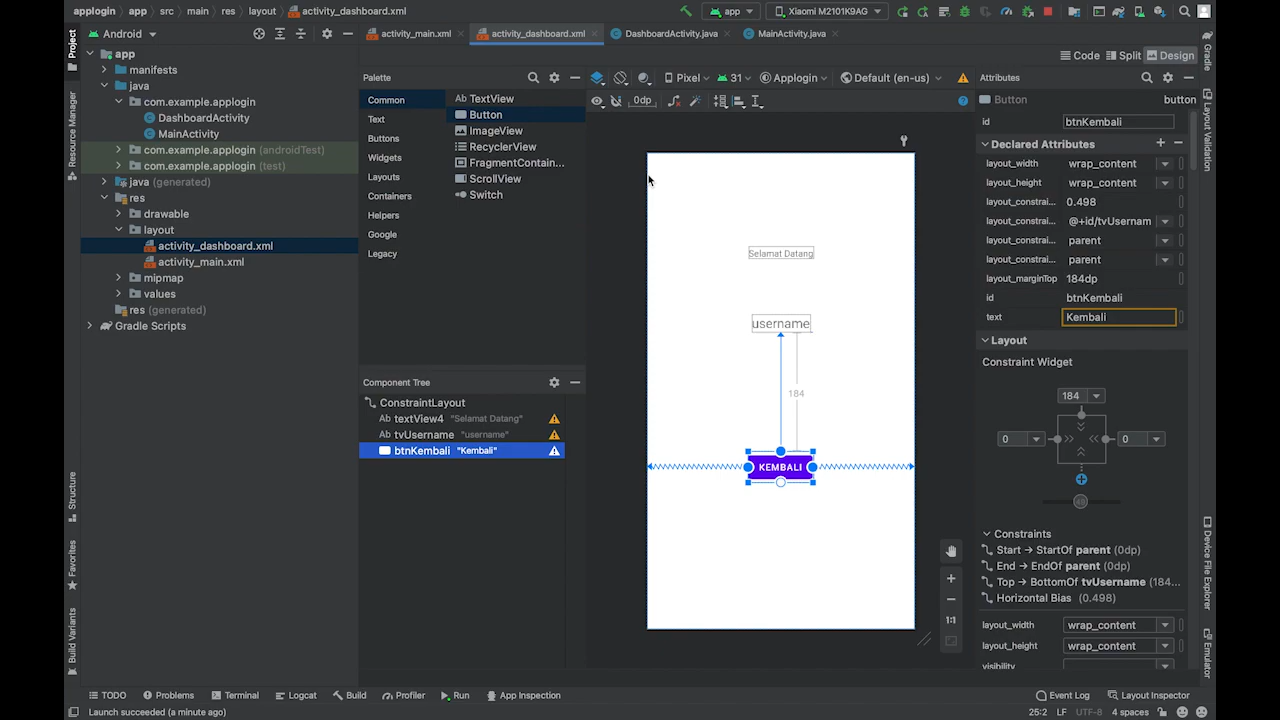 applogin app src main res layout activity_dashboard.xml
app Xiaomi M2101K9AG
Android
activity_main.xml activity_dashboard.xml DashboardActivity.java MainActivity.java
Code Split Design
Project
Resource Manager
Structure
Favorites
Build Variants
app
manifests
java
com.example.applogin
DashboardActivity
MainActivity
com.example.applogin (androidTest)
com.example.applogin (test)
java (generated)
res
drawable
layout
activity_dashboard.xml
activity_main.xml
mipmap
values
res (generated)
Gradle Scripts
Palette
Common
Text
Buttons
Widgets
Layouts
Containers
Helpers
Google
Legacy
Ab TextView
Button
ImageView
RecyclerView
FragmentContain...
ScrollView
Switch
Component Tree
ConstraintLayout
Ab textView4 "Selamat Datang"
Ab tvUsername "username"
btnKembali "Kembali"
Pixel 31 Applogin Default (en-us)
0dp
Selamat Datang
username
184
KEMBALI
1:1
Attributes
Button button
id btnKembali
Declared Attributes
layout_width wrap_content
layout_height wrap_content
layout_constrai... 0.498
layout_constrai... @+id/tvUsernam
layout_constrai... parent
layout_constrai... parent
layout_marginTop 184dp
id btnKembali
text Kembali
Layout
Constraint Widget
184
0 0
Constraints
Start → StartOf parent (0dp)
End → EndOf parent (0dp)
Top → BottomOf tvUsername (184...
Horizontal Bias (0.498)
layout_width wrap_content
layout_height wrap_content
visibility
Gradle
Layout Validation
Device File Explorer
Emulator
TODO Problems Terminal Logcat Build Profiler Run App Inspection Event Log Layout Inspector
Launch succeeded (a minute ago) 25:2 LF UTF-8 4 spaces